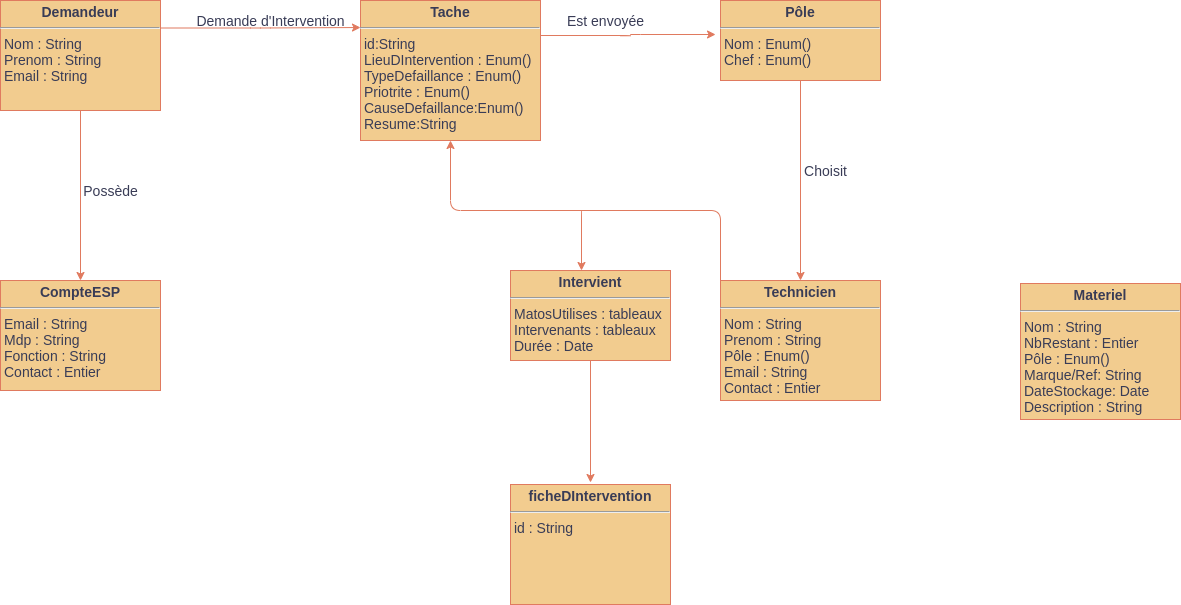 Demandeur
Nom : String
Prenom : String
Email : String
Demande d'Intervention
Tache
id:String
LieuDIntervention : Enum()
TypeDefaillance : Enum()
Priotrite : Enum()
CauseDefaillance:Enum()
Resume:String
Est envoyée
Pôle
Nom : Enum()
Chef : Enum()
Possède
Choisit
CompteESP
Email : String
Mdp : String
Fonction : String
Contact : Entier
Intervient
MatosUtilises : tableaux
Intervenants : tableaux
Durée : Date
Technicien
Nom : String
Prenom : String
Pôle : Enum()
Email : String
Contact : Entier
Materiel
Nom : String
NbRestant : Entier
Pôle : Enum()
Marque/Ref: String
DateStockage: Date
Description : String
ficheDIntervention
id : String